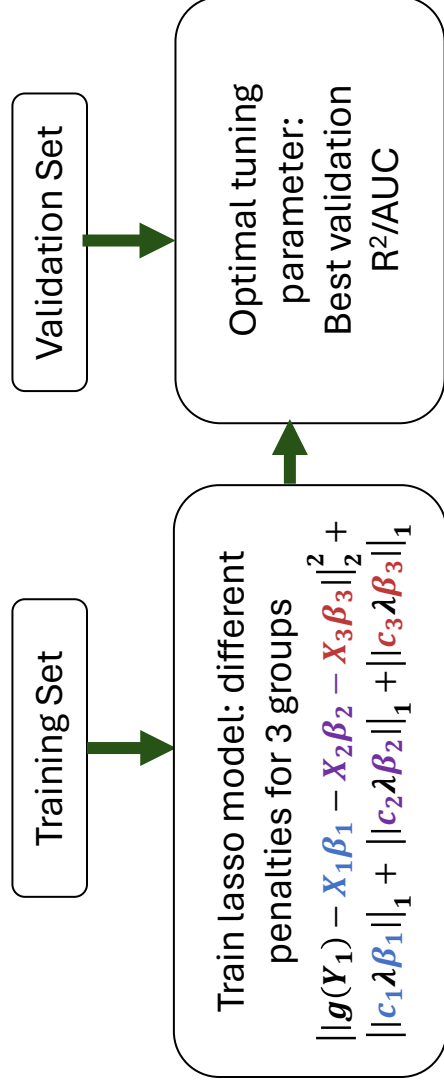 Training Set
Train lasso model: different
penalties for 3 groups
||g(Y₁) − X₁β₁ − X₂β₂ − X₃β₃||₂² +
||c₁λβ₁||₁ + ||c₂λβ₂||₁ +||c₃λβ₃||₁
Validation Set
Optimal tuning
parameter:
Best validation
R²/AUC